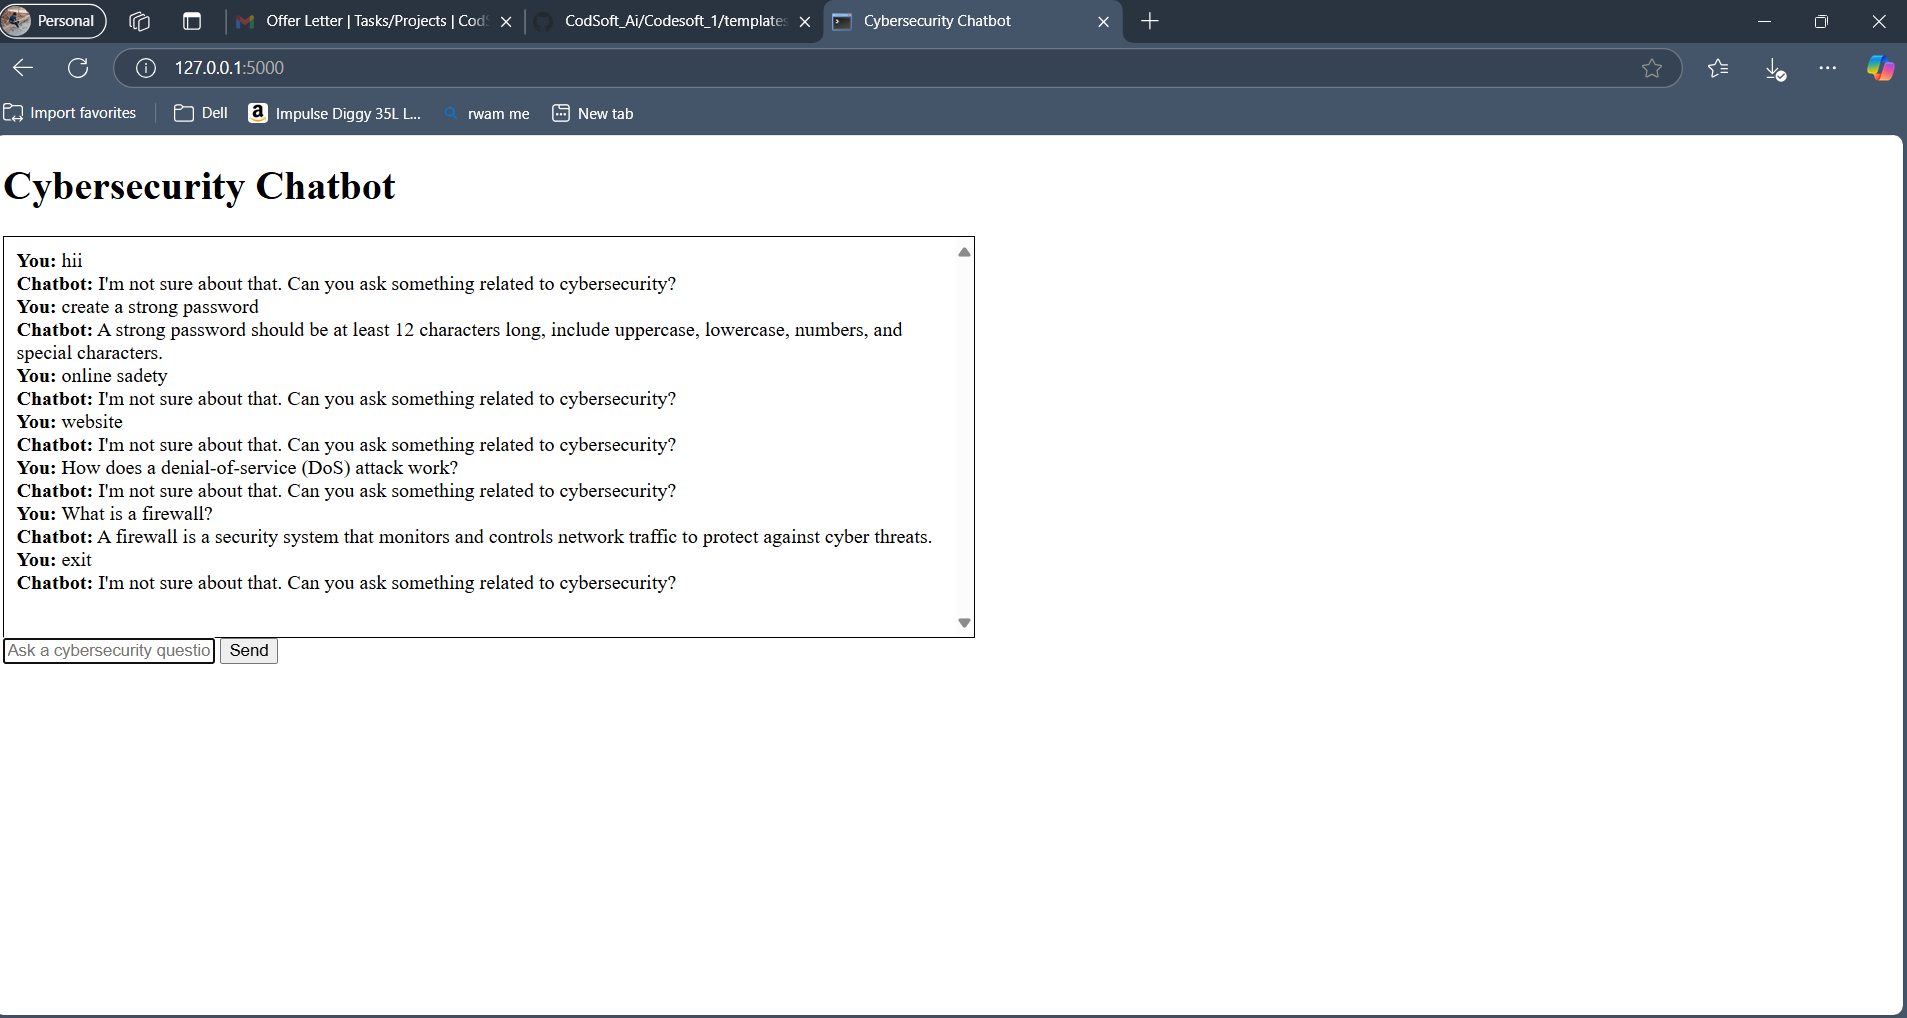 Personal
Offer Letter | Tasks/Projects | Cod
CodSoft_Ai/Codesoft_1/templates
Cybersecurity Chatbot
127.0.0.1:5000
Import favorites
Dell
Impulse Diggy 35L L...
rwam me
New tab
Cybersecurity Chatbot
You: hii
Chatbot: I'm not sure about that. Can you ask something related to cybersecurity?
You: create a strong password
Chatbot: A strong password should be at least 12 characters long, include uppercase, lowercase, numbers, and
special characters.
You: online sadety
Chatbot: I'm not sure about that. Can you ask something related to cybersecurity?
You: website
Chatbot: I'm not sure about that. Can you ask something related to cybersecurity?
You: How does a denial-of-service (DoS) attack work?
Chatbot: I'm not sure about that. Can you ask something related to cybersecurity?
You: What is a firewall?
Chatbot: A firewall is a security system that monitors and controls network traffic to protect against cyber threats.
You: exit
Chatbot: I'm not sure about that. Can you ask something related to cybersecurity?
Ask a cybersecurity questio
Send